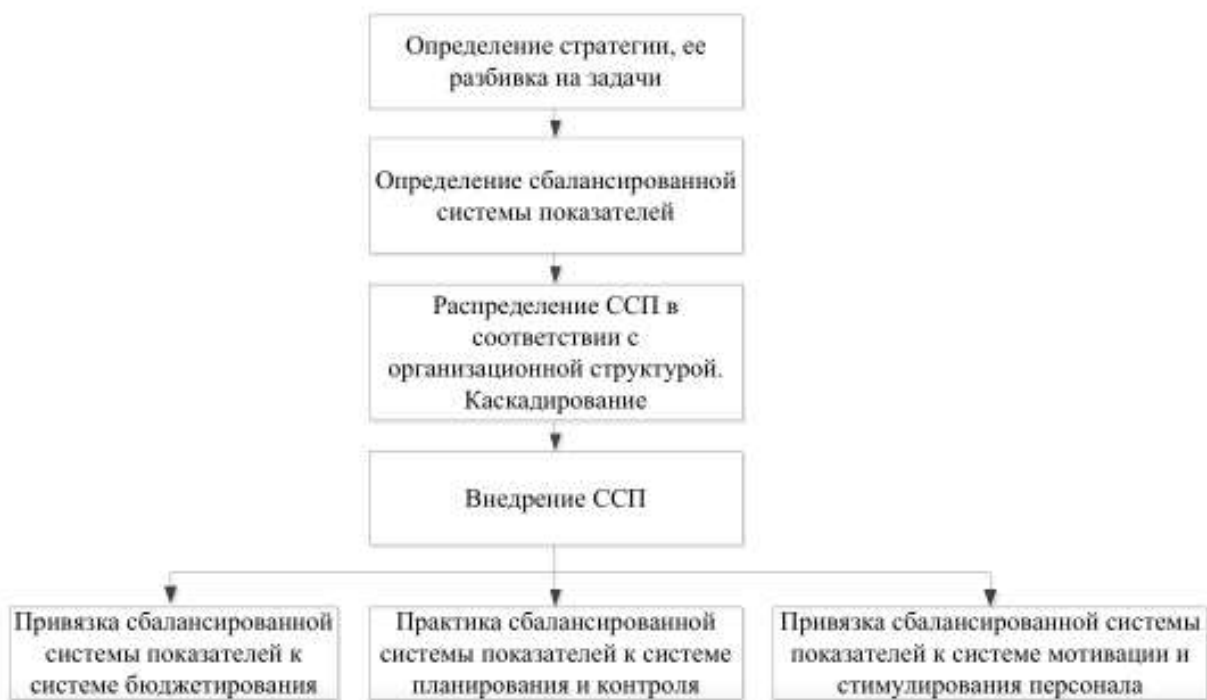 Определение стратегии, ее
разбивка на задачи
Определение сбалансированной
системы показателей
Распределение ССП в
соответствии с
организационной структурой.
Каскадирование
Внедрение ССП
Привязка сбалансированной
системы показателей к
системе бюджетирования
Практика сбалансированной
системы показателей к системе
планирования и контроля
Привязка сбалансированной системы
показателей к системе мотивации и
стимулирования персонала